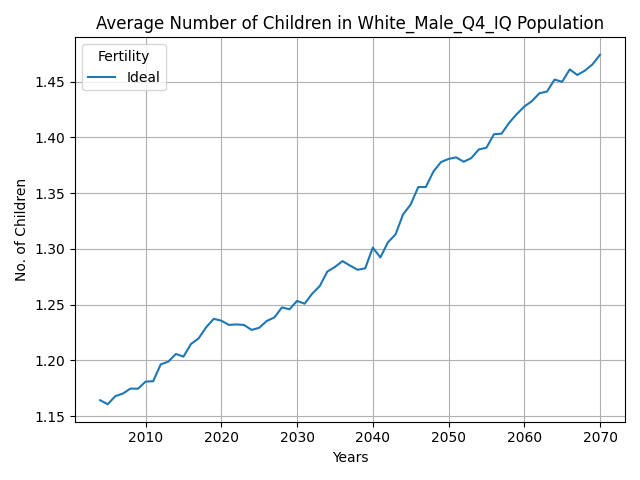 Average Number of Children in White_Male_Q4_IQ Population
Fertility
Ideal
No. of Children
1.45
1.40
1.35
1.30
1.25
1.20
1.15
2010 2020 2030 2040 2050 2060 2070
Years